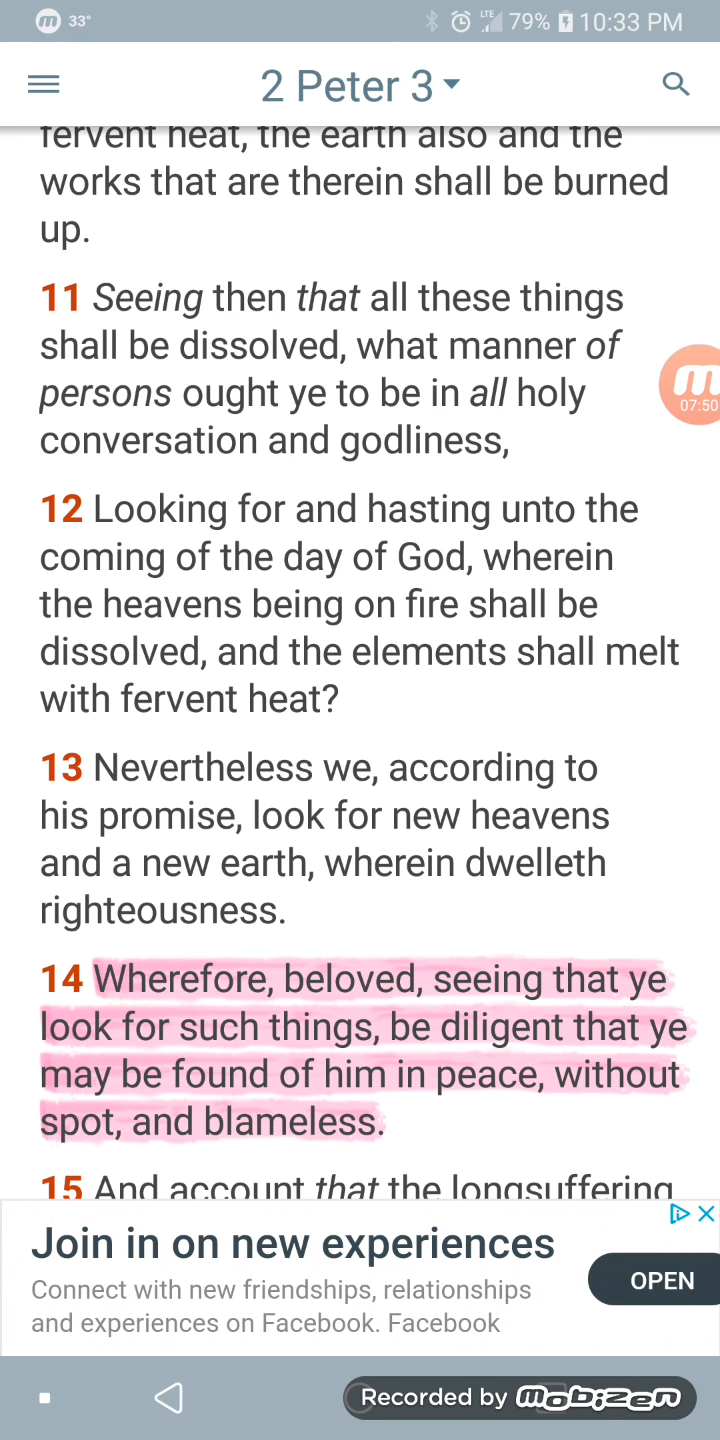 33°
LTE 79% 10:33 PM
2 Peter 3
fervent heat, the earth also and the
works that are therein shall be burned
up.
11 Seeing then that all these things
shall be dissolved, what manner of
persons ought ye to be in all holy
conversation and godliness,
12 Looking for and hasting unto the
coming of the day of God, wherein
the heavens being on fire shall be
dissolved, and the elements shall melt
with fervent heat?
13 Nevertheless we, according to
his promise, look for new heavens
and a new earth, wherein dwelleth
righteousness.
14 Wherefore, beloved, seeing that ye
look for such things, be diligent that ye
may be found of him in peace, without
spot, and blameless.
15 And account that the longsuffering
07:50
Join in on new experiences
Connect with new friendships, relationships
and experiences on Facebook. Facebook
OPEN
Recorded by mobizen